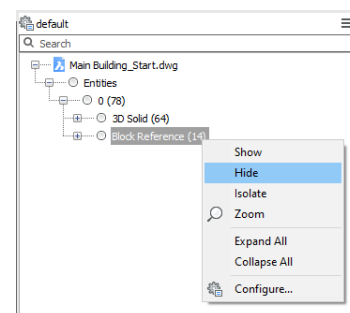 default
Search
Main Building_Start.dwg
Entities
0 (78)
3D Solid (64)
Block Reference (14)
Show
Hide
Isolate
Zoom
Expand All
Collapse All
Configure...